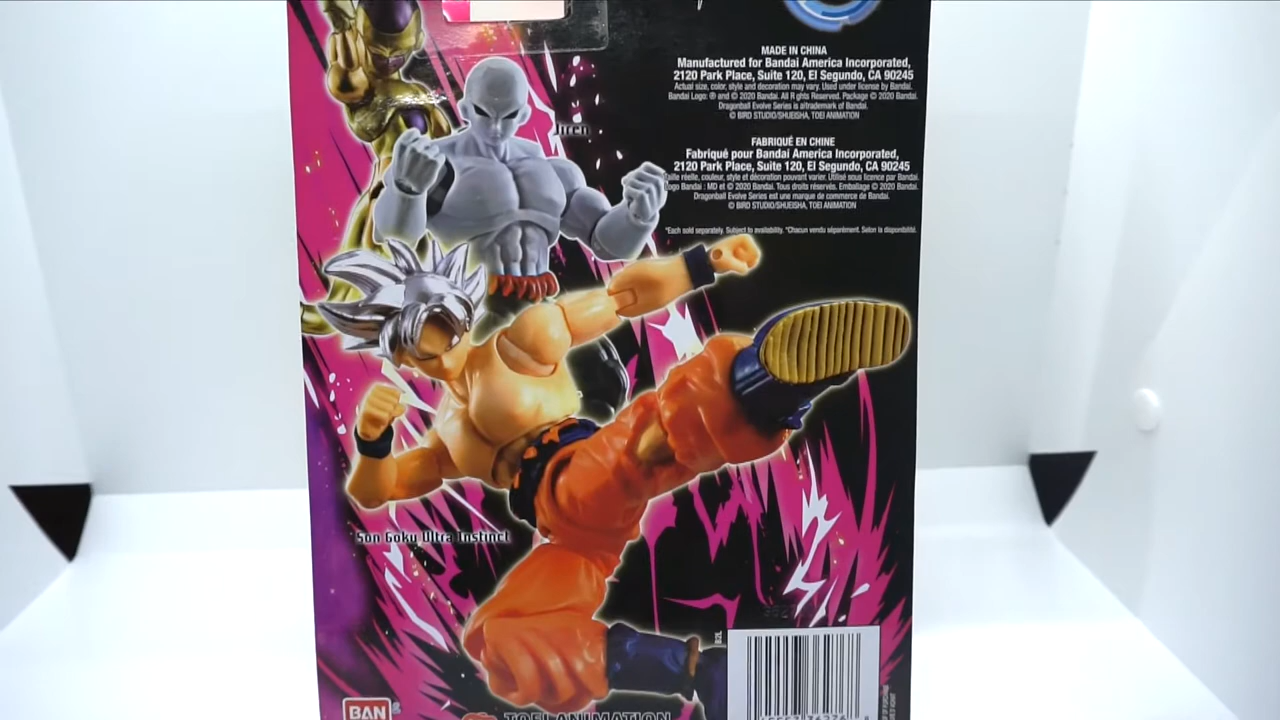 MADE IN CHINA
Manufactured for Bandai America Incorporated,
2120 Park Place, Suite 120, El Segundo, CA 90245
Actual size, color, style and decoration may vary. Used under license by Bandai.
Bandai Logo: ® and © 2020 Bandai. All Rights Reserved. Package © 2020 Bandai.
Dragonball Evolve Series is a trademark of Bandai.
© BIRD STUDIO/SHUEISHA, TOEI ANIMATION
Jiren
FABRIQUÉ EN CHINE
Fabriqué pour Bandai America Incorporated,
2120 Park Place, Suite 120, El Segundo, CA 90245
Taille réelle, couleur, style et décoration pouvant varier. Utilisé sous licence par Bandai.
Logo Bandai : MD et © 2020 Bandai. Tous droits réservés. Emballage © 2020 Bandai.
Dragonball Evolve Series est une marque de commerce de Bandai.
© BIRD STUDIO/SHUEISHA, TOEI ANIMATION
*Each sold separately. Subject to availability. *Chacun vendu séparément. Selon la disponibilité.
Son Goku Ultra Instinct
BAN
TOEI ANIMATION